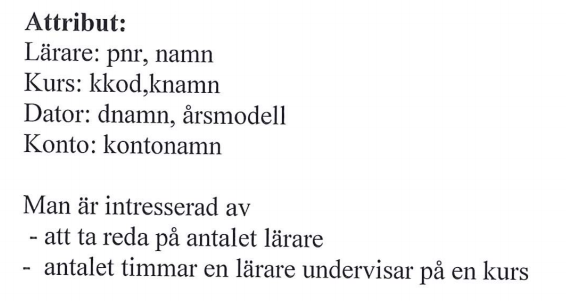 Attribut:
Lärare: pnr, namn
Kurs: kkod,knamn
Dator: dnamn, årsmodell
Konto: kontonamn
Man är intresserad av
- att ta reda på antalet lärare
- antalet timmar en lärare undervisar på en kurs